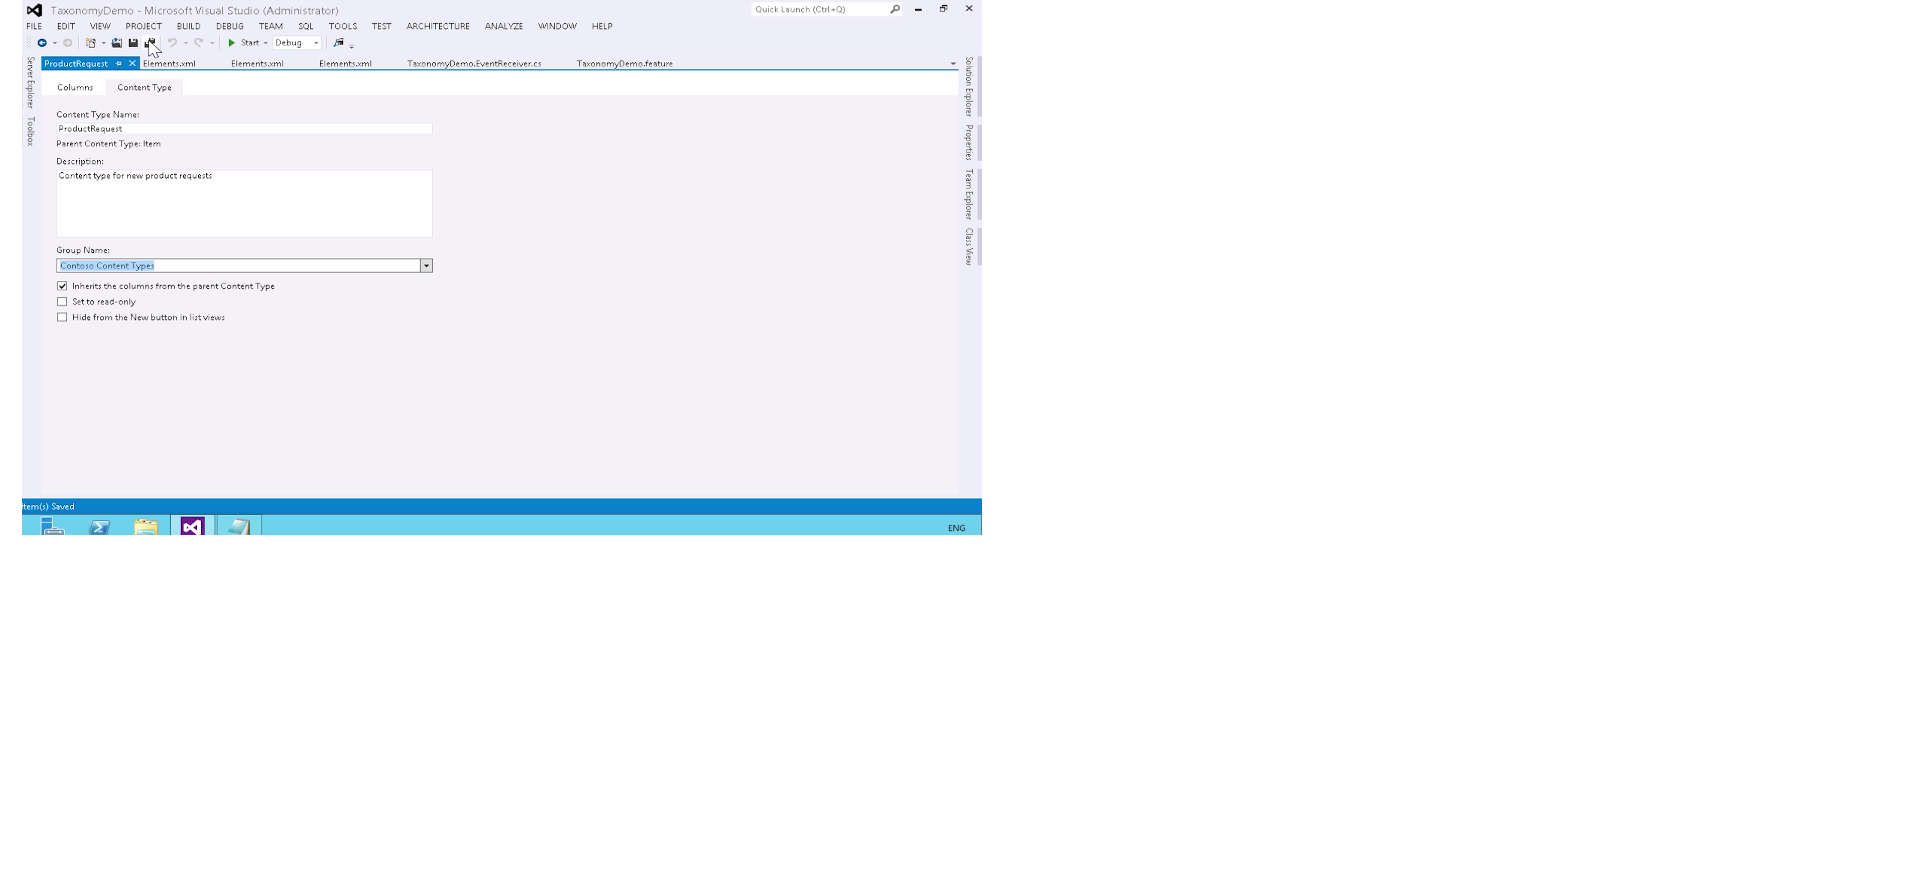 TaxonomyDemo - Microsoft Visual Studio (Administrator)
Quick Launch (Ctrl+Q)
FILE EDIT VIEW PROJECT BUILD DEBUG TEAM SQL TOOLS TEST ARCHITECTURE ANALYZE WINDOW HELP
Start Debug
ProductRequest Elements.xml Elements.xml Elements.xml TaxonomyDemo.EventReceiver.cs TaxonomyDemo.feature
Server Explorer
Toolbox
Columns Content Type
Content Type Name:
ProductRequest
Parent Content Type: Item
Description:
Content type for new product requests
Group Name:
Contoso Content Types
Inherits the columns from the parent Content Type
Set to read-only
Hide from the New button in list views
Solution Explorer
Properties
Team Explorer
Class View
Item(s) Saved
ENG